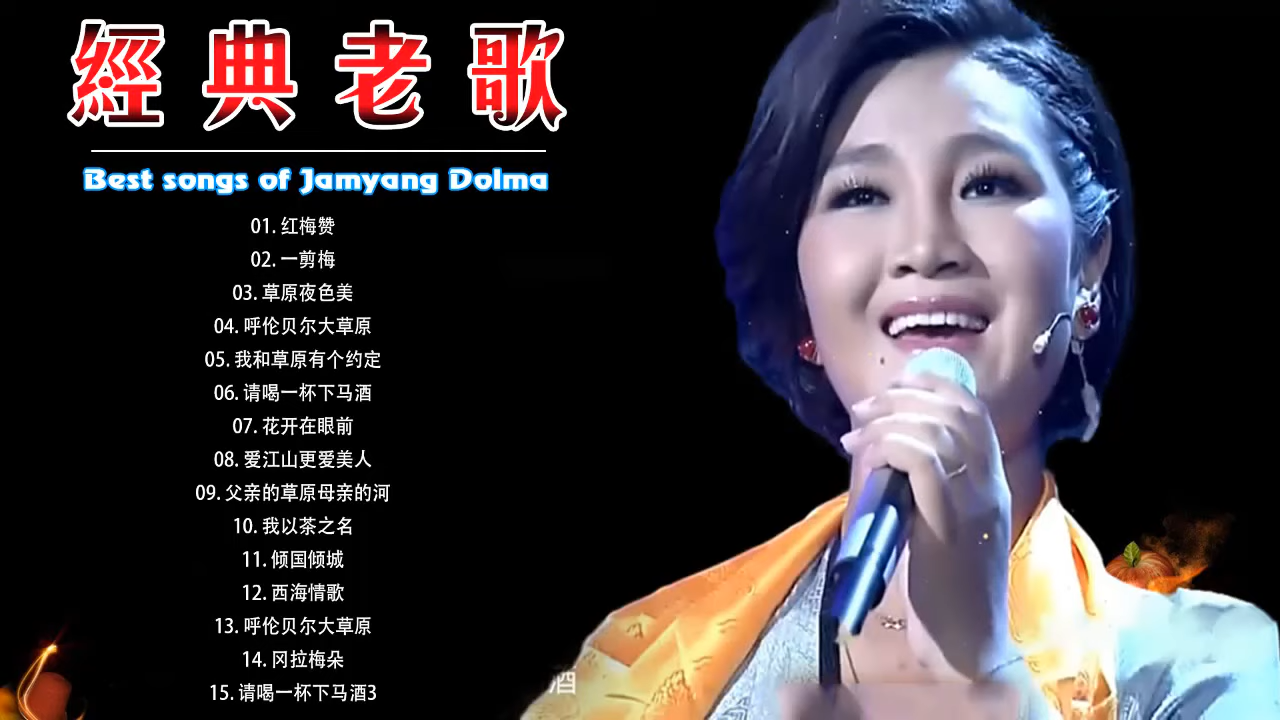 經典老歌
Best songs of Jamyang Dolma
01. 红梅赞
02. 一剪梅
03. 草原夜色美
04. 呼伦贝尔大草原
05. 我和草原有个约定
06. 请喝一杯下马酒
07. 花开在眼前
08. 爱江山更爱美人
09. 父亲的草原母亲的河
10. 我以茶之名
11. 倾国倾城
12. 西海情歌
13. 呼伦贝尔大草原
14. 冈拉梅朵
15. 请喝一杯下马酒3
酒